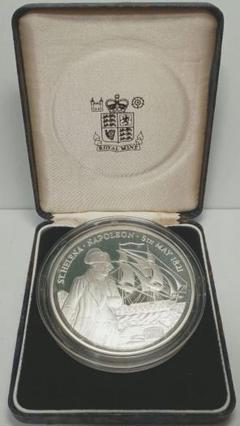 ROYAL MINT
ST. HELENA · NAPOLEON · 5TH MAY 1821